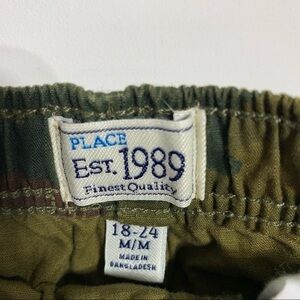 PLACE
EST. 1989
Finest Quality
18-24
M/M
MADE IN
BANGLADESH